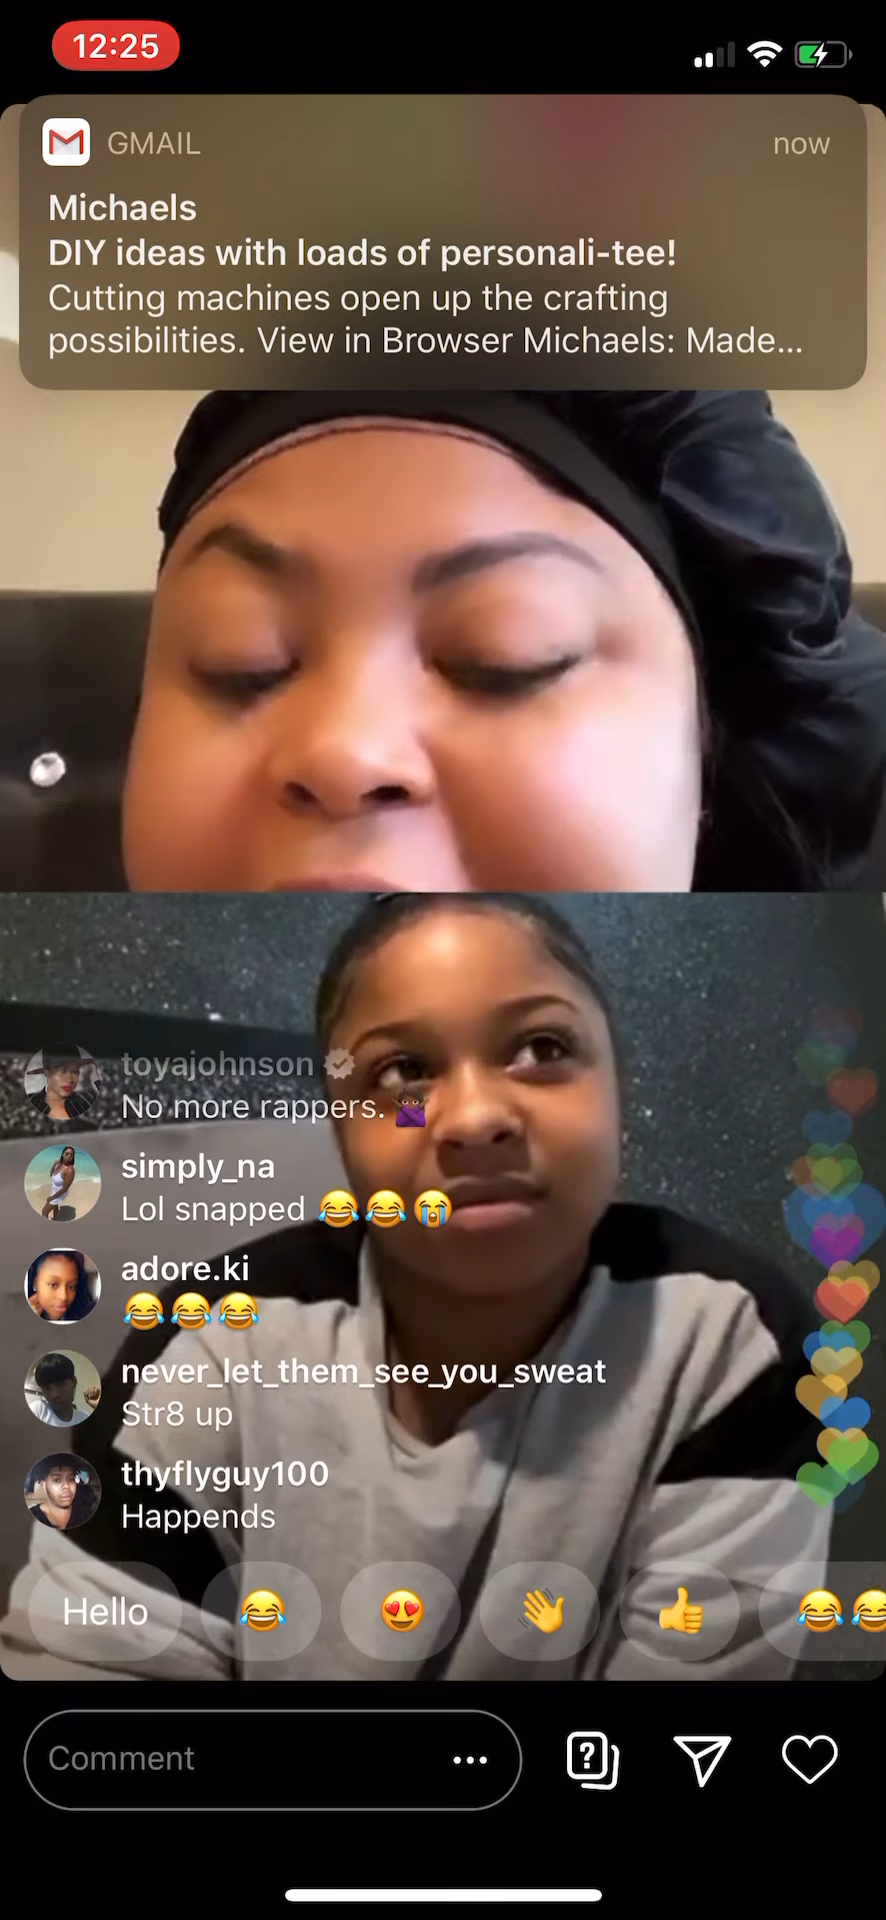 12:25
GMAIL
now
Michaels
DIY ideas with loads of personali-tee!
Cutting machines open up the crafting
possibilities. View in Browser Michaels: Made...
toyajohnson
No more rappers. 🙅🏿‍♀️
simply_na
Lol snapped 😂😂😭
adore.ki
😂😂😂
never_let_them_see_you_sweat
Str8 up
thyflyguy100
Happends
Hello 😂 😍 👋 👍 😂😂
Comment ...
?